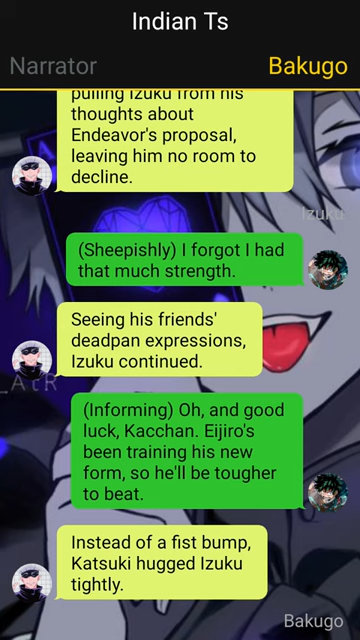 Indian Ts
Narrator
Bakugo
pulling Izuku from his
thoughts about
Endeavor's proposal,
leaving him no room to
decline.
Izuku
(Sheepishly) I forgot I had
that much strength.
Seeing his friends'
deadpan expressions,
Izuku continued.
(Informing) Oh, and good
luck, Kacchan. Eijiro's
been training his new
form, so he'll be tougher
to beat.
Instead of a fist bump,
Katsuki hugged Izuku
tightly.
Bakugo